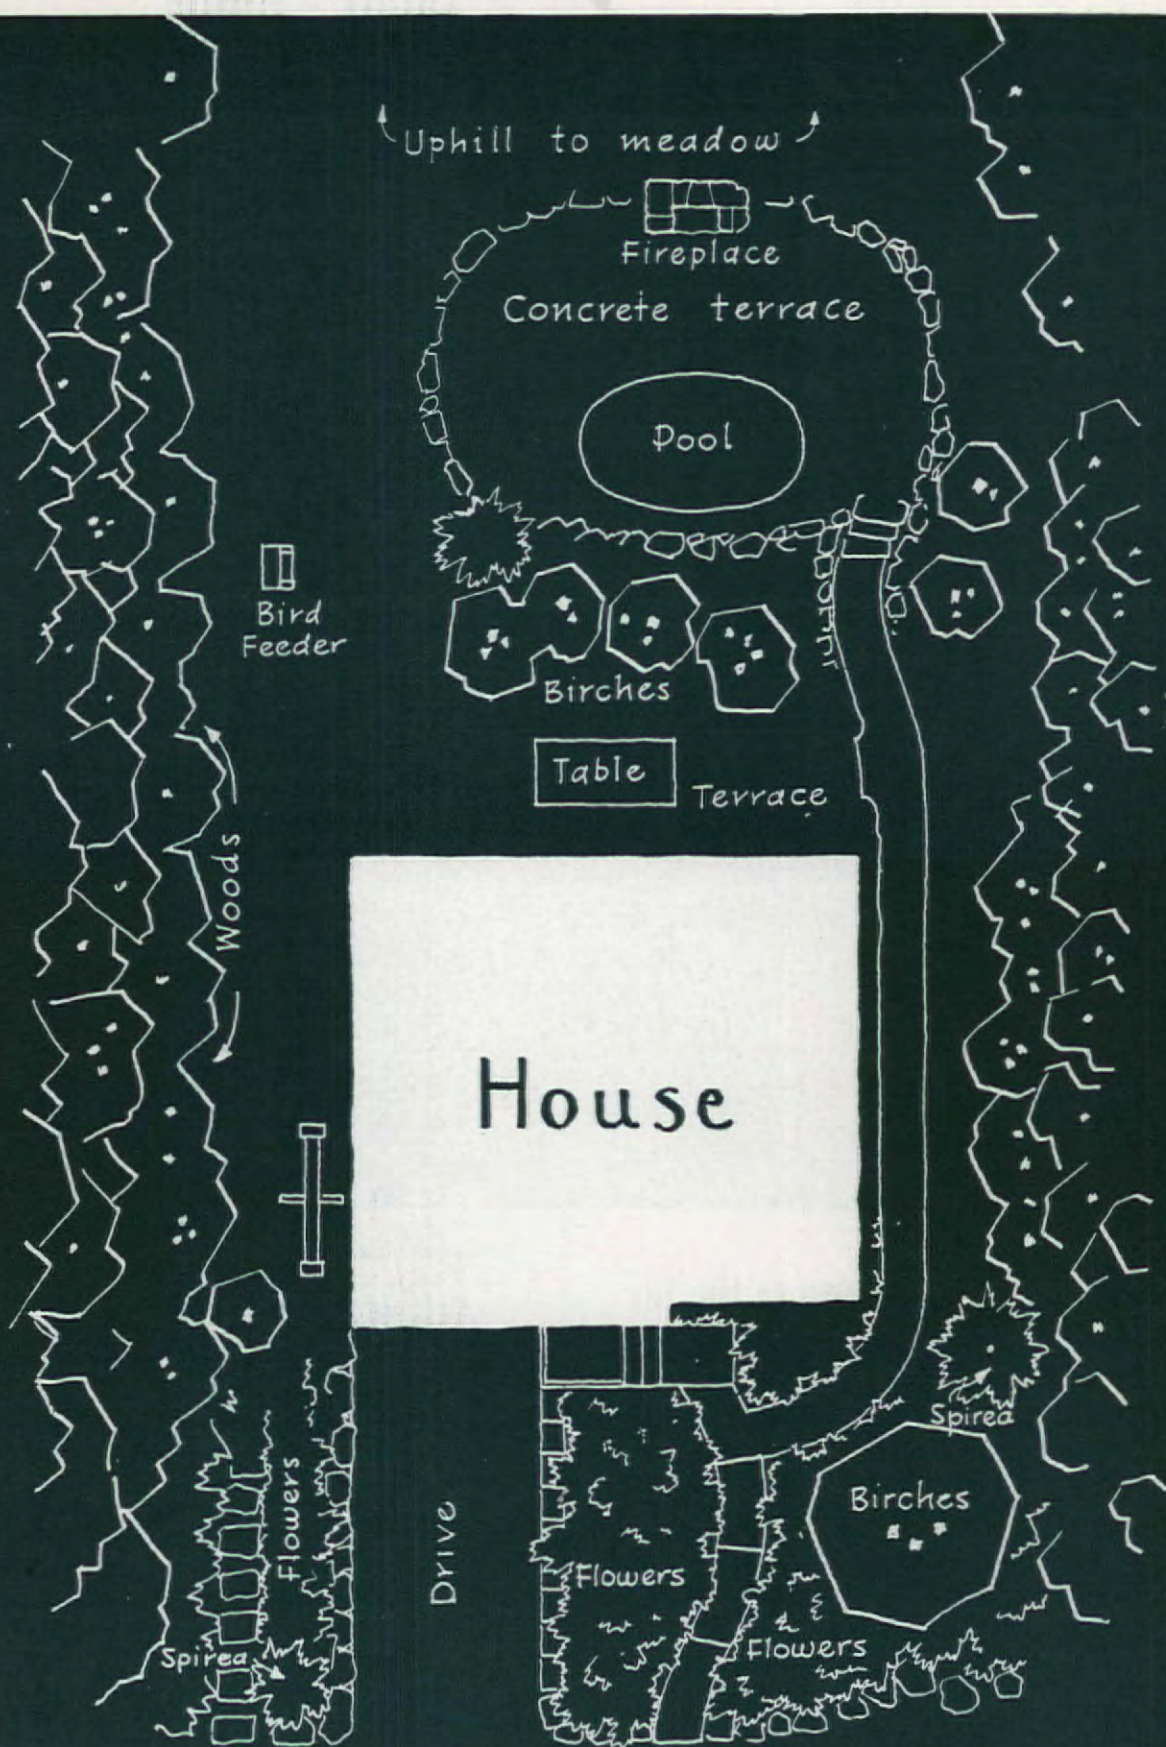 Uphill to meadow
Fireplace
Concrete terrace
Pool
Bird
Feeder
Birches
Table
Terrace
Woods
House
Spirea
Birches
Flowers
Drive
Flowers
Flowers
Spirea